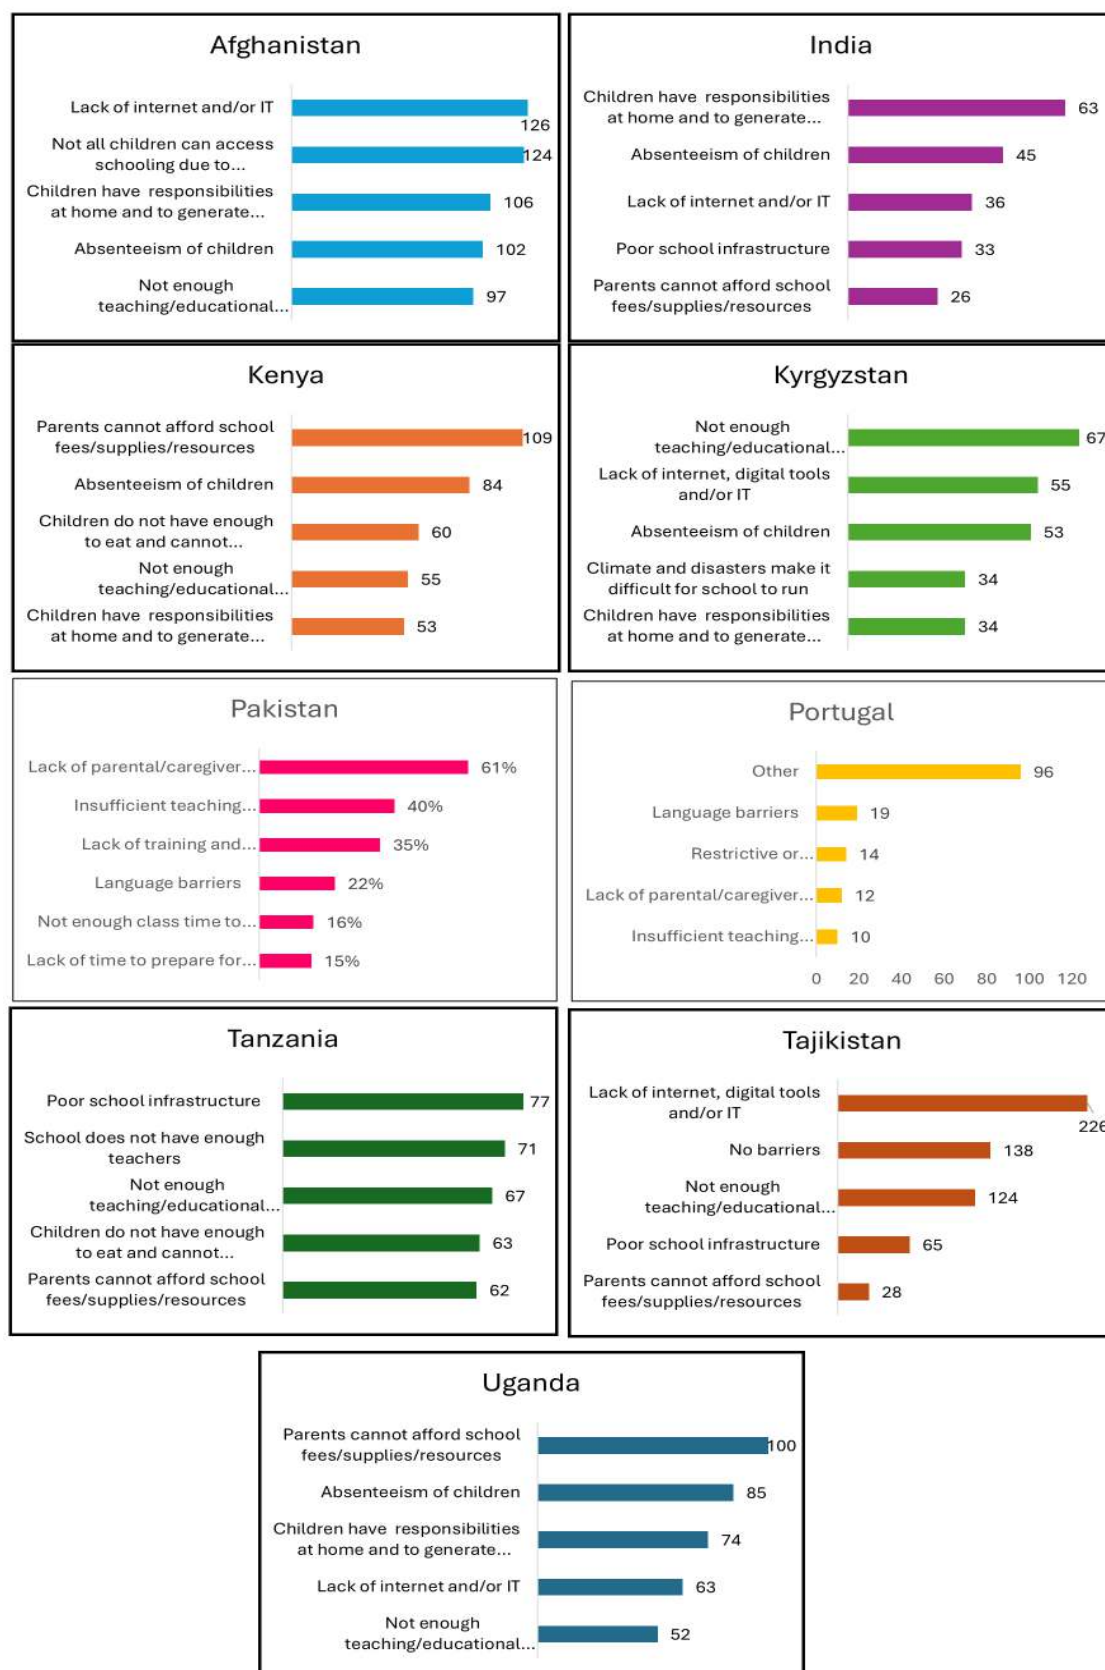 Afghanistan
Lack of internet and/or IT
126
Not all children can access
schooling due to...
124
Children have responsibilities
at home and to generate...
106
Absenteeism of children
102
Not enough
teaching/educational...
97
India
Children have responsibilities
at home and to generate...
63
Absenteeism of children
45
Lack of internet and/or IT
36
Poor school infrastructure
33
Parents cannot afford school
fees/supplies/resources
26
Kenya
Parents cannot afford school
fees/supplies/resources
109
Absenteeism of children
84
Children do not have enough
to eat and cannot...
60
Not enough
teaching/educational...
55
Children have responsibilities
at home and to generate...
53
Kyrgyzstan
Not enough
teaching/educational...
67
Lack of internet, digital tools
and/or IT
55
Absenteeism of children
53
Climate and disasters make it
difficult for school to run
34
Children have responsibilities
at home and to generate...
34
Pakistan
Lack of parental/caregiver...
61%
Insufficient teaching...
40%
Lack of training and...
35%
Language barriers
22%
Not enough class time to...
16%
Lack of time to prepare for...
15%
Portugal
Other
96
Language barriers
19
Restrictive or...
14
Lack of parental/caregiver...
12
Insufficient teaching...
10
0 20 40 60 80 100 120
Tanzania
Poor school infrastructure
77
School does not have enough
teachers
71
Not enough
teaching/educational...
67
Children do not have enough
to eat and cannot...
63
Parents cannot afford school
fees/supplies/resources
62
Tajikistan
Lack of internet, digital tools
and/or IT
226
No barriers
138
Not enough
teaching/educational...
124
Poor school infrastructure
65
Parents cannot afford school
fees/supplies/resources
28
Uganda
Parents cannot afford school
fees/supplies/resources
100
Absenteeism of children
85
Children have responsibilities
at home and to generate...
74
Lack of internet and/or IT
63
Not enough
teaching/educational...
52